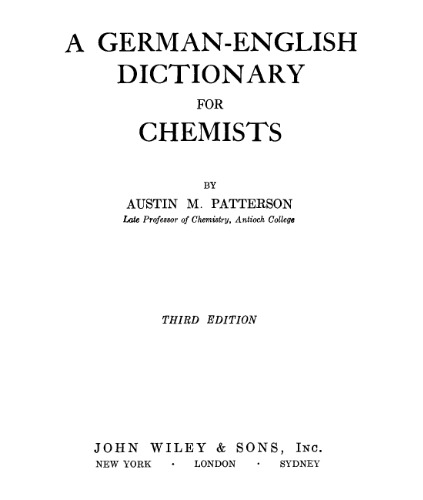 A GERMAN-ENGLISH
DICTIONARY
FOR
CHEMISTS
BY
AUSTIN M. PATTERSON
Late Professor of Chemistry, Antioch College
THIRD EDITION
JOHN WILEY & SONS, INC.
NEW YORK · LONDON · SYDNEY